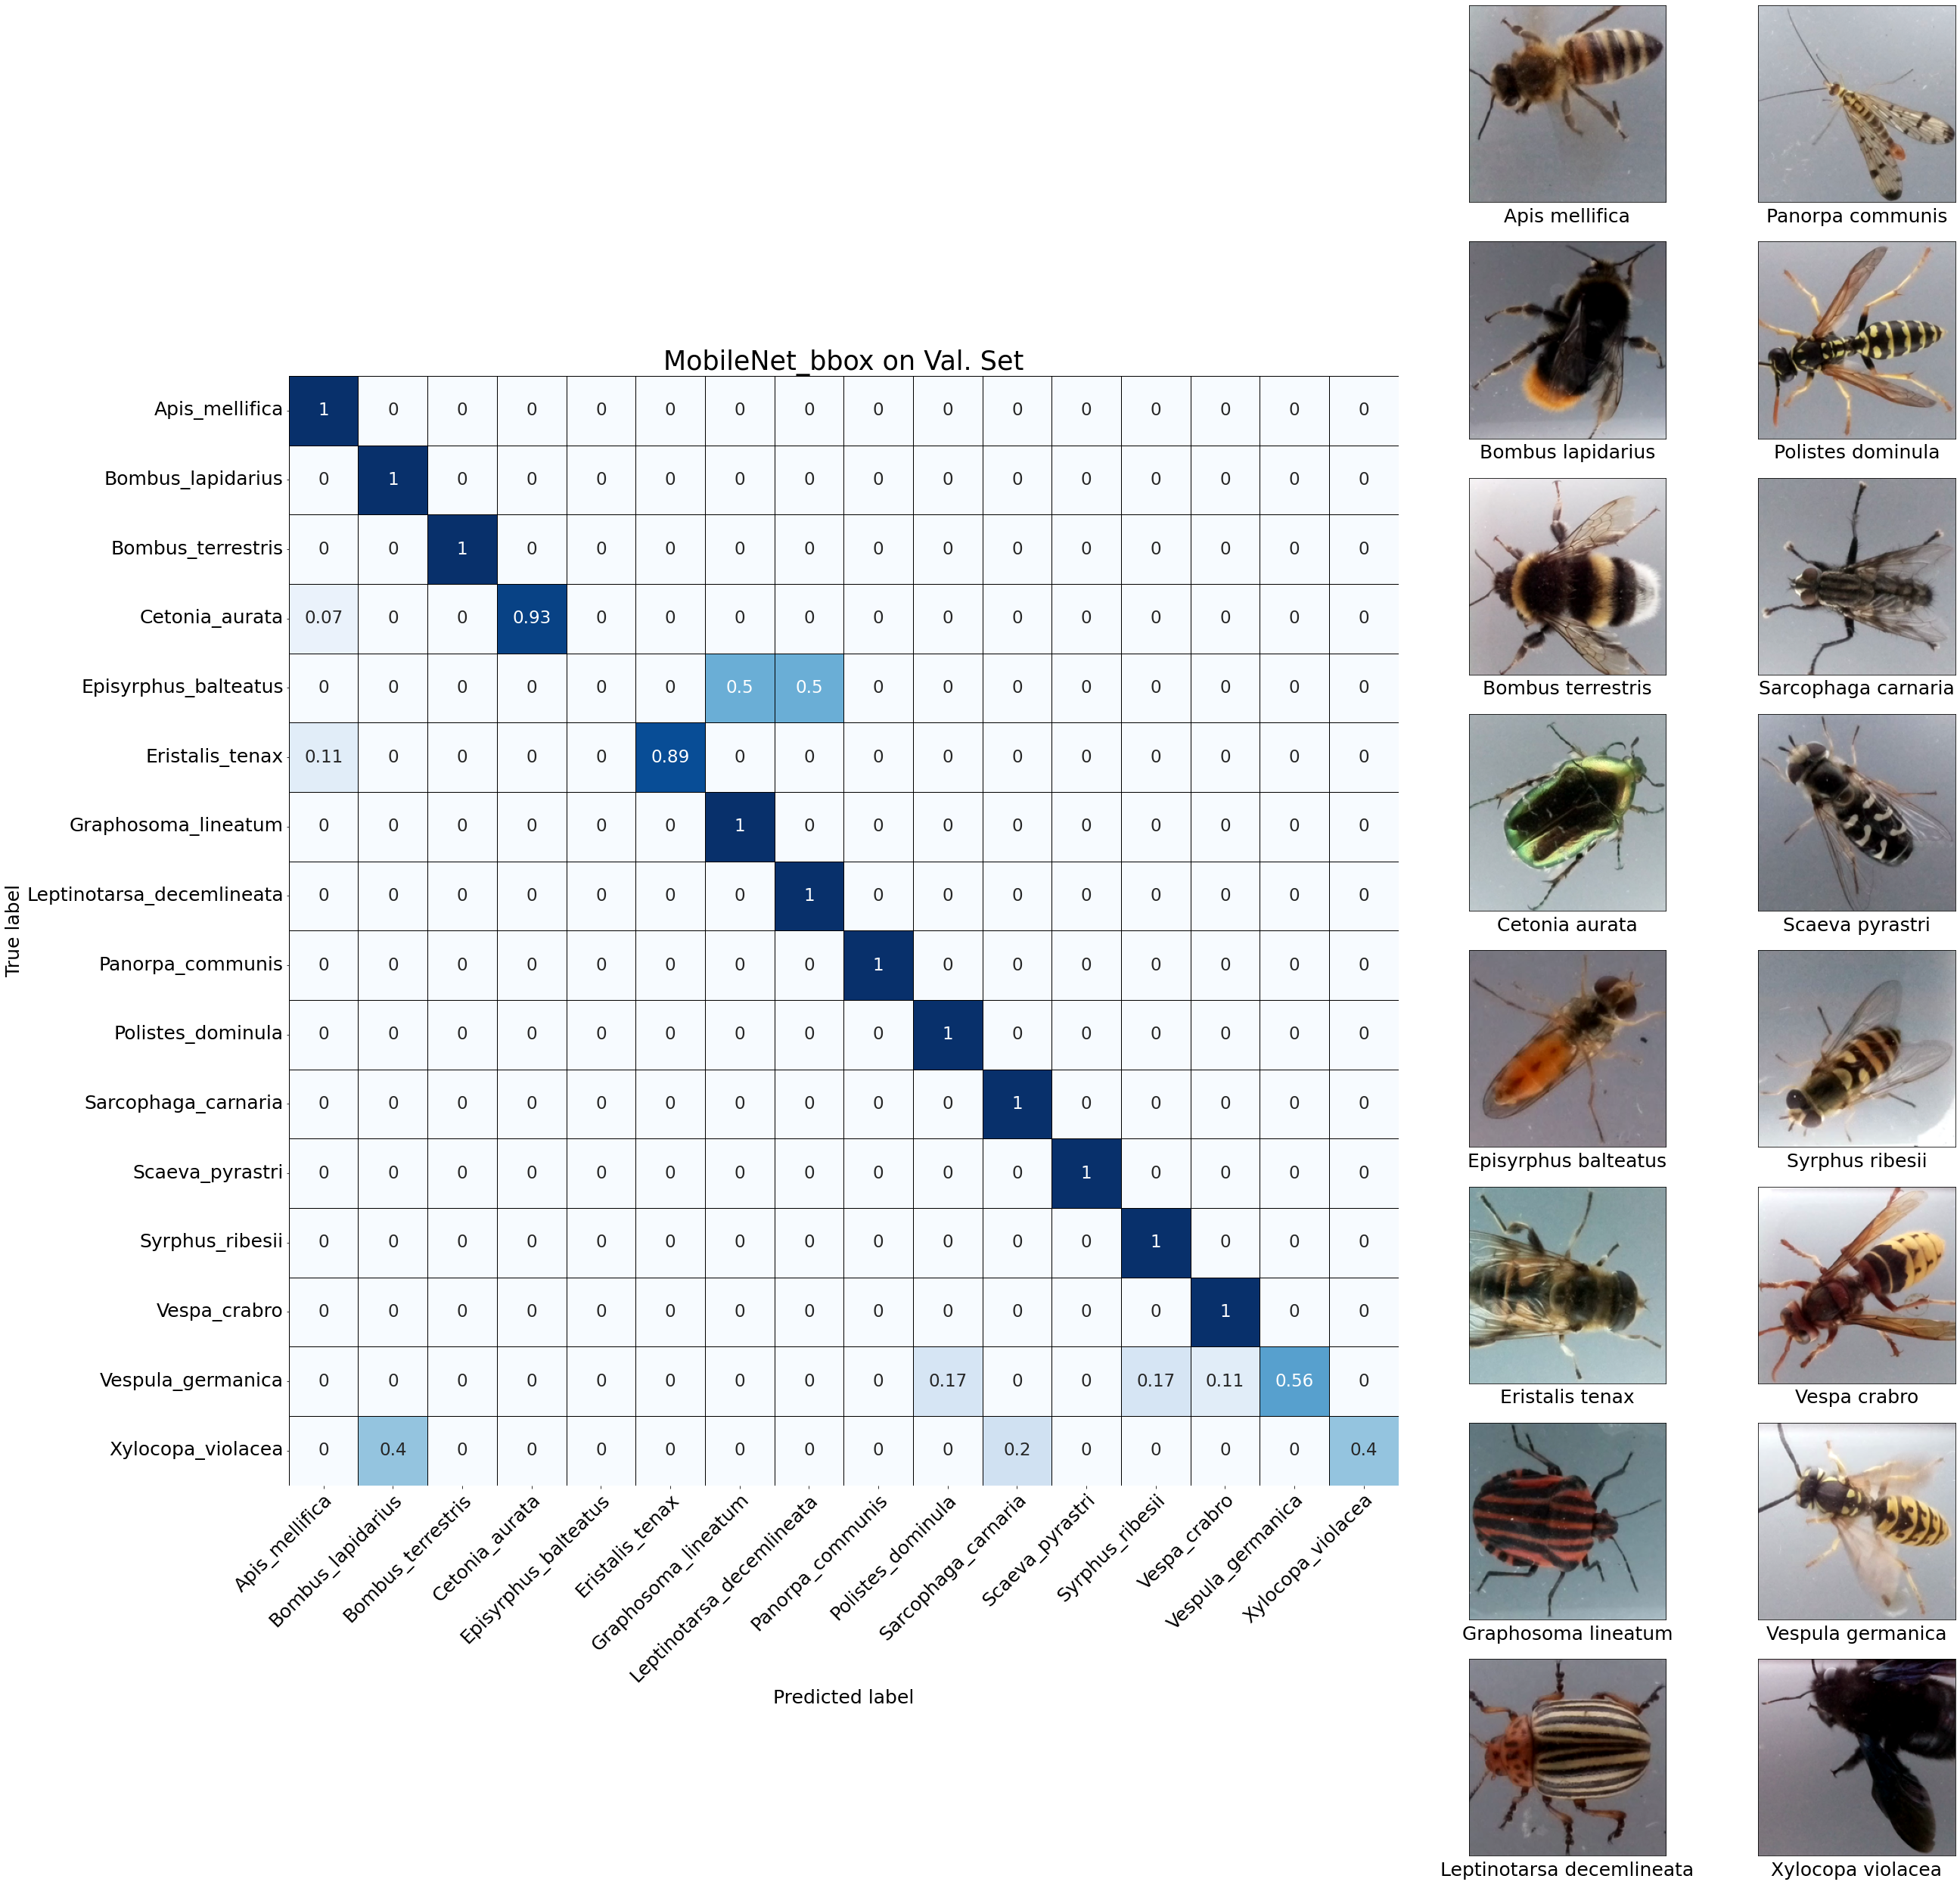 MobileNet_bbox on Val. Set
True label
Apis_mellifica 1 0 0 0 0 0 0 0 0 0 0 0 0 0 0 0
Bombus_lapidarius 0 1 0 0 0 0 0 0 0 0 0 0 0 0 0 0
Bombus_terrestris 0 0 1 0 0 0 0 0 0 0 0 0 0 0 0 0
Cetonia_aurata 0.07 0 0 0.93 0 0 0 0 0 0 0 0 0 0 0 0
Episyrphus_balteatus 0 0 0 0 0 0 0.5 0.5 0 0 0 0 0 0 0 0
Eristalis_tenax 0.11 0 0 0 0 0.89 0 0 0 0 0 0 0 0 0 0
Graphosoma_lineatum 0 0 0 0 0 0 1 0 0 0 0 0 0 0 0 0
Leptinotarsa_decemlineata 0 0 0 0 0 0 0 1 0 0 0 0 0 0 0 0
Panorpa_communis 0 0 0 0 0 0 0 0 1 0 0 0 0 0 0 0
Polistes_dominula 0 0 0 0 0 0 0 0 0 1 0 0 0 0 0 0
Sarcophaga_carnaria 0 0 0 0 0 0 0 0 0 0 1 0 0 0 0 0
Scaeva_pyrastri 0 0 0 0 0 0 0 0 0 0 0 1 0 0 0 0
Syrphus_ribesii 0 0 0 0 0 0 0 0 0 0 0 0 1 0 0 0
Vespa_crabro 0 0 0 0 0 0 0 0 0 0 0 0 0 1 0 0
Vespula_germanica 0 0 0 0 0 0 0 0 0 0.17 0 0 0.17 0.11 0.56 0
Xylocopa_violacea 0 0.4 0 0 0 0 0 0 0 0 0.2 0 0 0 0 0.4
Apis_mellifica
Bombus_lapidarius
Bombus_terrestris
Cetonia_aurata
Episyrphus_balteatus
Eristalis_tenax
Graphosoma_lineatum
Leptinotarsa_decemlineata
Panorpa_communis
Polistes_dominula
Sarcophaga_carnaria
Scaeva_pyrastri
Syrphus_ribesii
Vespa_crabro
Vespula_germanica
Xylocopa_violacea
Predicted label
Apis mellifica
Panorpa communis
Bombus lapidarius
Polistes dominula
Bombus terrestris
Sarcophaga carnaria
Cetonia aurata
Scaeva pyrastri
Episyrphus balteatus
Syrphus ribesii
Eristalis tenax
Vespa crabro
Graphosoma lineatum
Vespula germanica
Leptinotarsa decemlineata
Xylocopa violacea